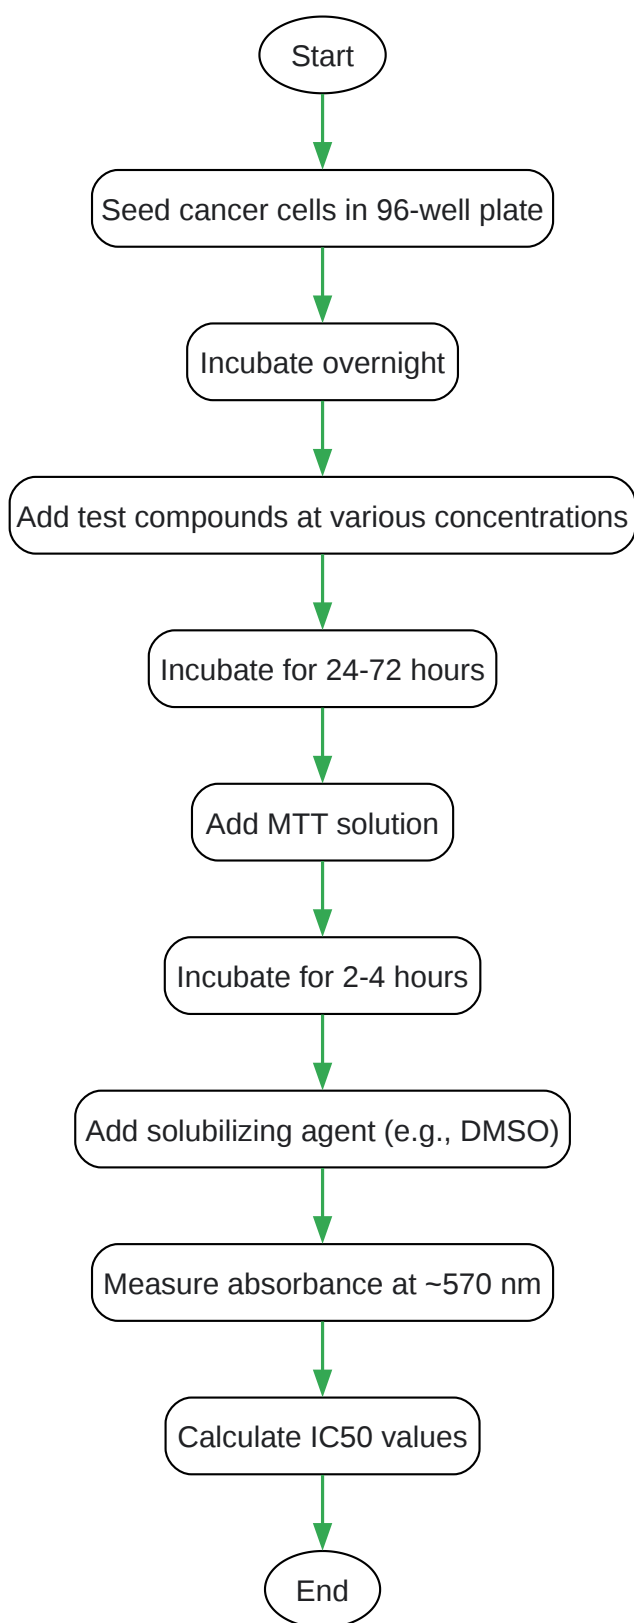 Start
Seed cancer cells in 96-well plate
Incubate overnight
Add test compounds at various concentrations
Incubate for 24-72 hours
Add MTT solution
Incubate for 2-4 hours
Add solubilizing agent (e.g., DMSO)
Measure absorbance at ~570 nm
Calculate IC50 values
End